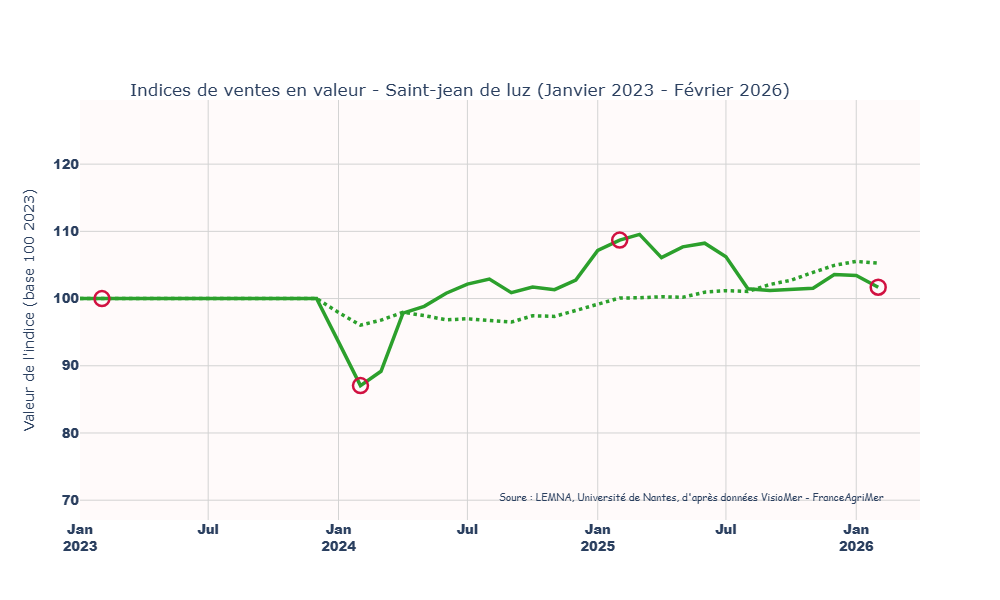 Indices de ventes en valeur - Saint-jean de luz (Janvier 2023 - Février 2026)
Valeur de l'indice (base 100 2023)
120
110
100
90
80
70
Soure : LEMNA, Université de Nantes, d'après données VisioMer - FranceAgriMer
Jan Jul Jan Jul Jan Jul Jan
2023 2024 2025 2026